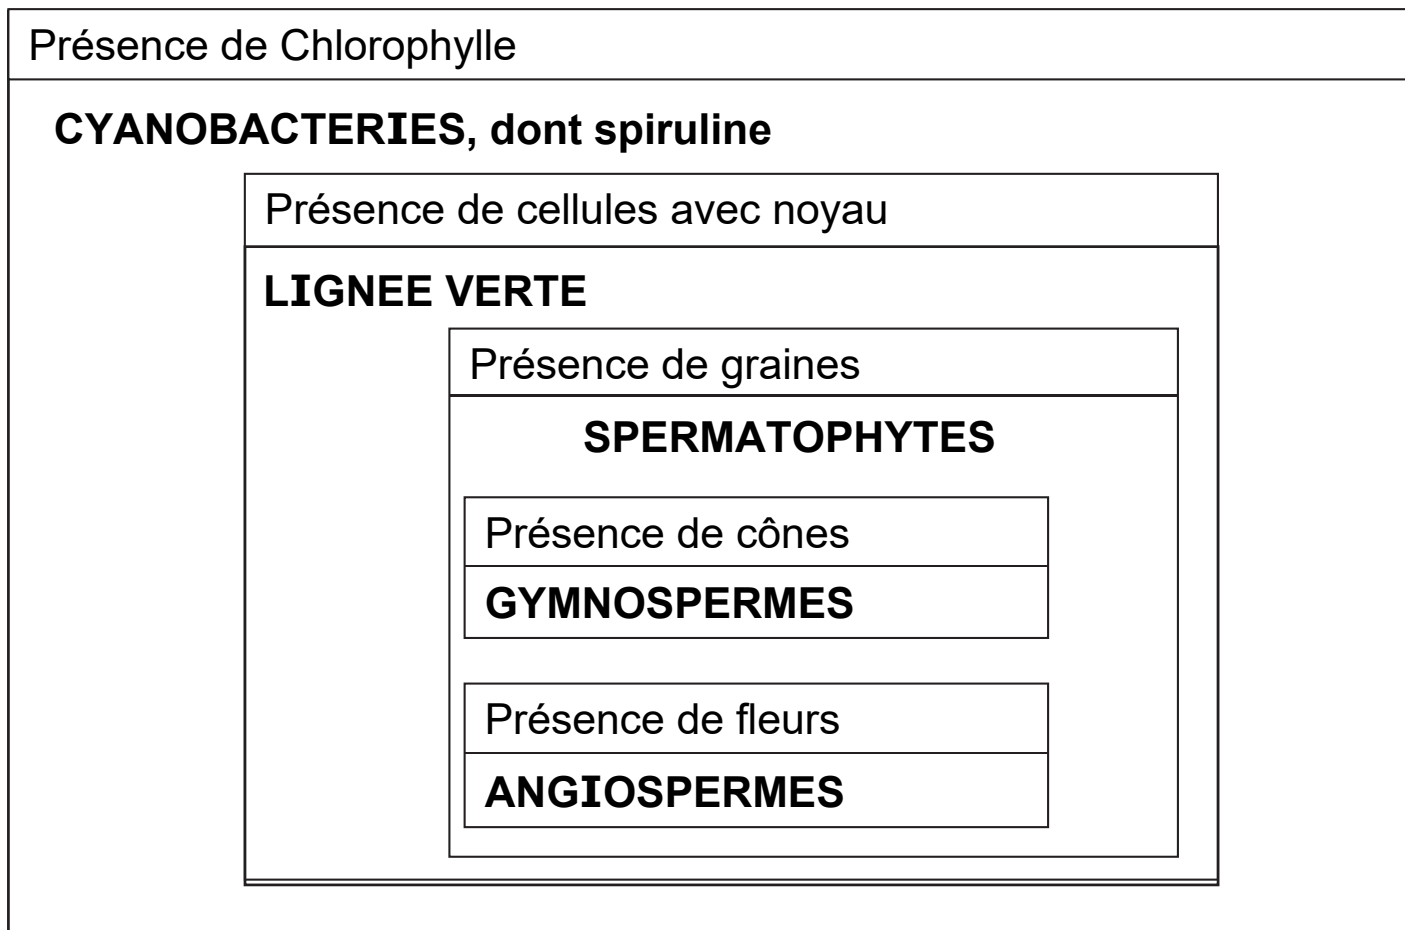 Présence de Chlorophylle
CYANOBACTERIES, dont spiruline
Présence de cellules avec noyau
LIGNEE VERTE
Présence de graines
SPERMATOPHYTES
Présence de cônes
GYMNOSPERMES
Présence de fleurs
ANGIOSPERMES